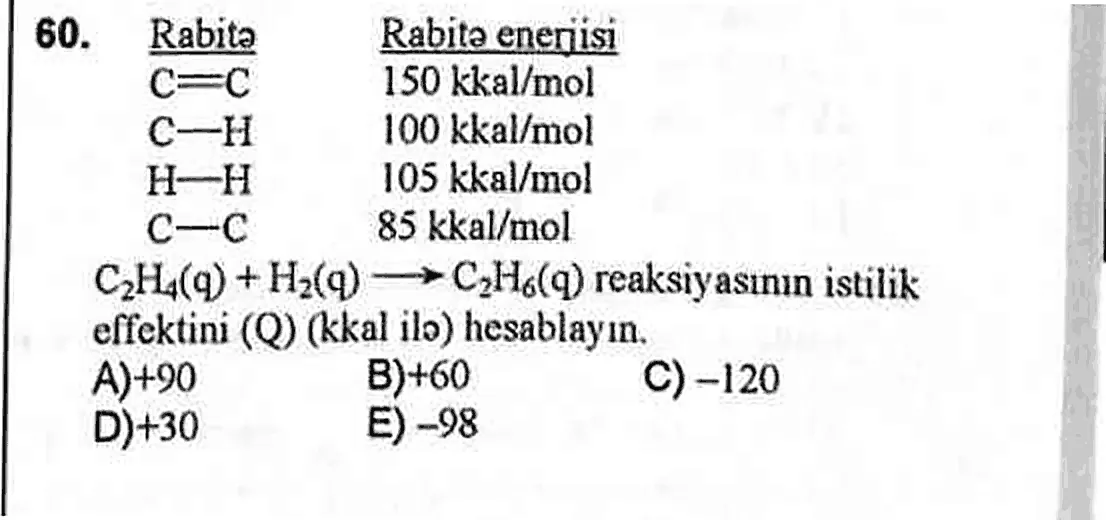 60. Rabitə Rabitə enerjisi
C=C 150 kkal/mol
C—H 100 kkal/mol
H—H 105 kkal/mol
C—C 85 kkal/mol
C₂H₄(q) + H₂(q) ⟶ C₂H₆(q) reaksiyasının istilik
effektini (Q) (kkal ilə) hesablayın.
A)+90 B)+60 C) –120
D)+30 E) –98